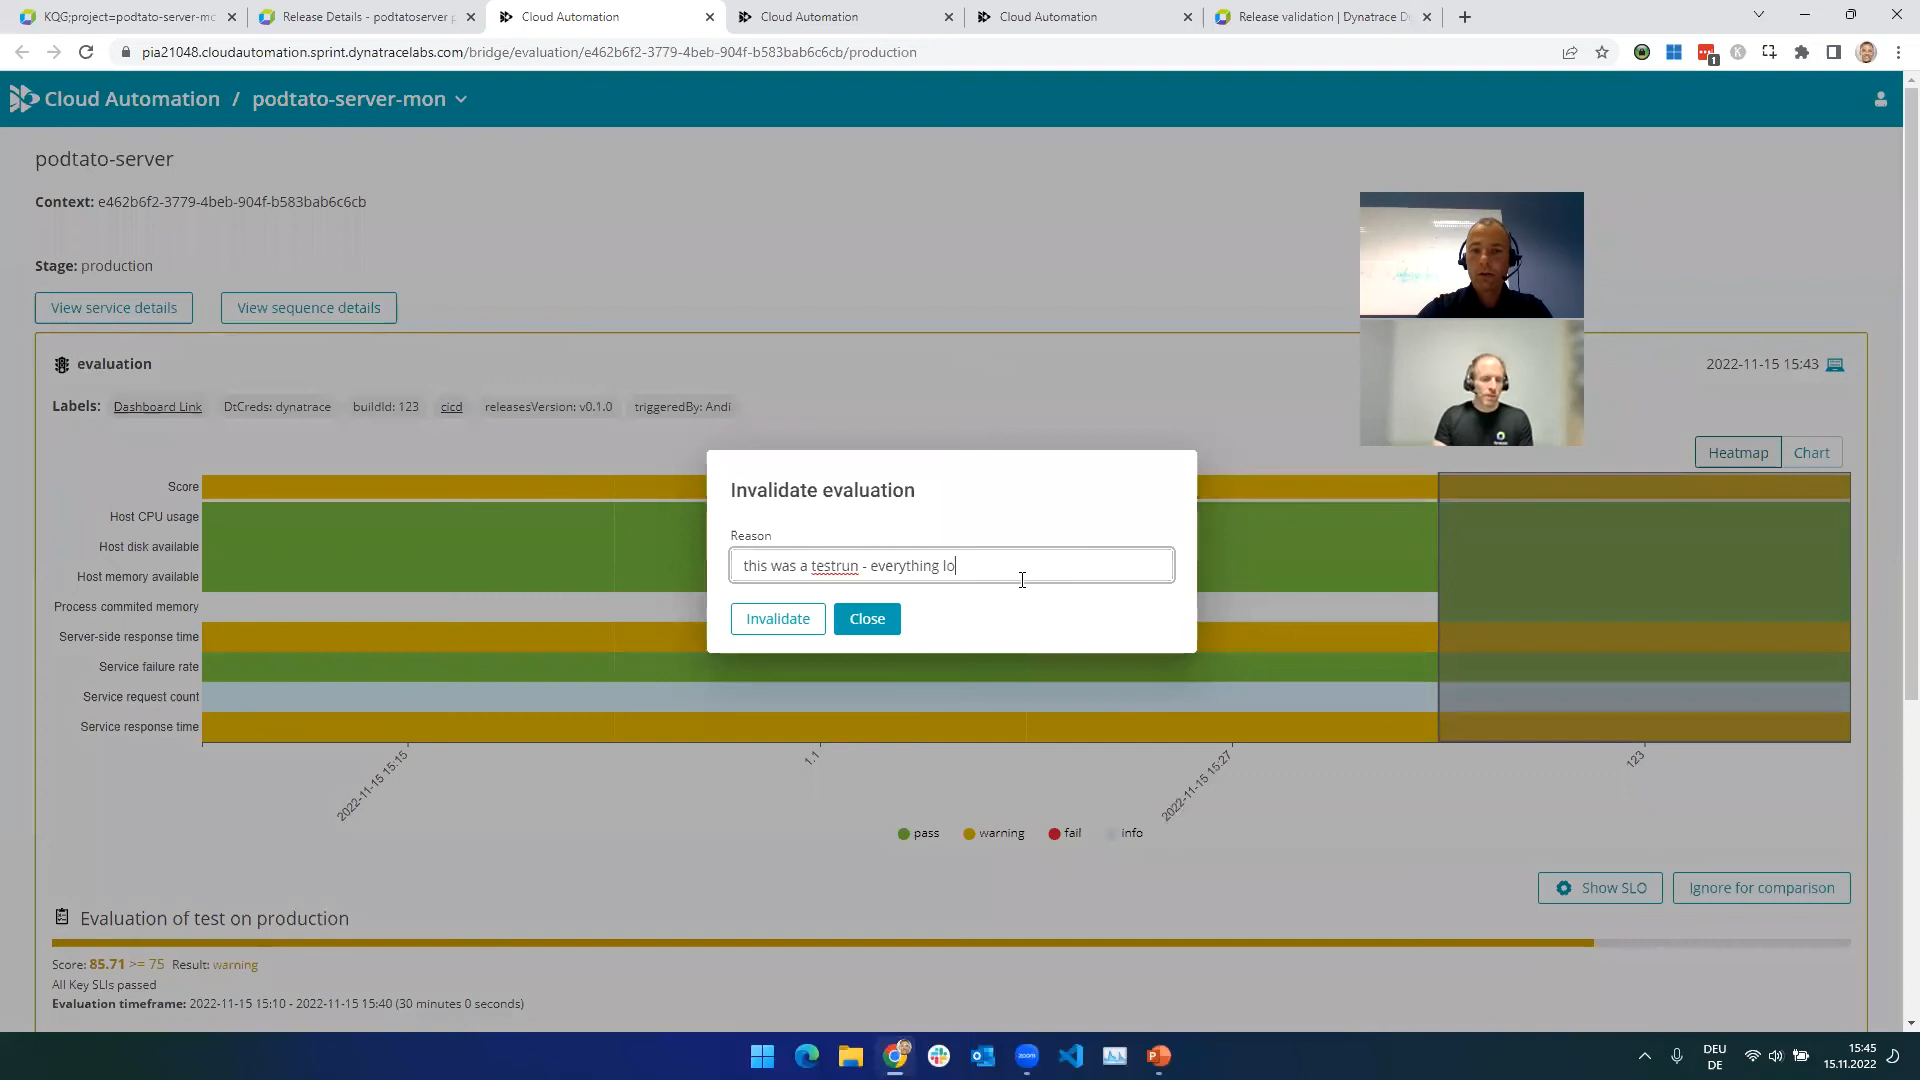 KQG;project=podtato-server-mo
Release Details - podtatoserver p
Cloud Automation
Cloud Automation
Cloud Automation
Release validation | Dynatrace D
pia21048.cloudautomation.sprint.dynatracelabs.com/bridge/evaluation/e462b6f2-3779-4beb-904f-b583bab6c6cb/production
1
K
Cloud Automation / podtato-server-mon
podtato-server
Context: e462b6f2-3779-4beb-904f-b583bab6c6cb
Stage: production
View service details
View sequence details
evaluation
2022-11-15 15:43
Labels: Dashboard Link DtCreds: dynatrace buildId: 123 cicd releasesVersion: v0.1.0 triggeredBy: Andi
Heatmap
Chart
Score
Host CPU usage
Host disk available
Host memory available
Process commited memory
Server-side response time
Service failure rate
Service request count
Service response time
Invalidate evaluation
Reason
this was a testrun - everything lo
Invalidate
Close
2022-11-15 15:15
1.1
2022-11-15 15:27
123
pass
warning
fail
info
Show SLO
Ignore for comparison
Evaluation of test on production
Score: 85.71 >= 75 Result: warning
All Key SLIs passed
Evaluation timeframe: 2022-11-15 15:10 - 2022-11-15 15:40 (30 minutes 0 seconds)
zoom
DEU
DE
15:45
15.11.2022